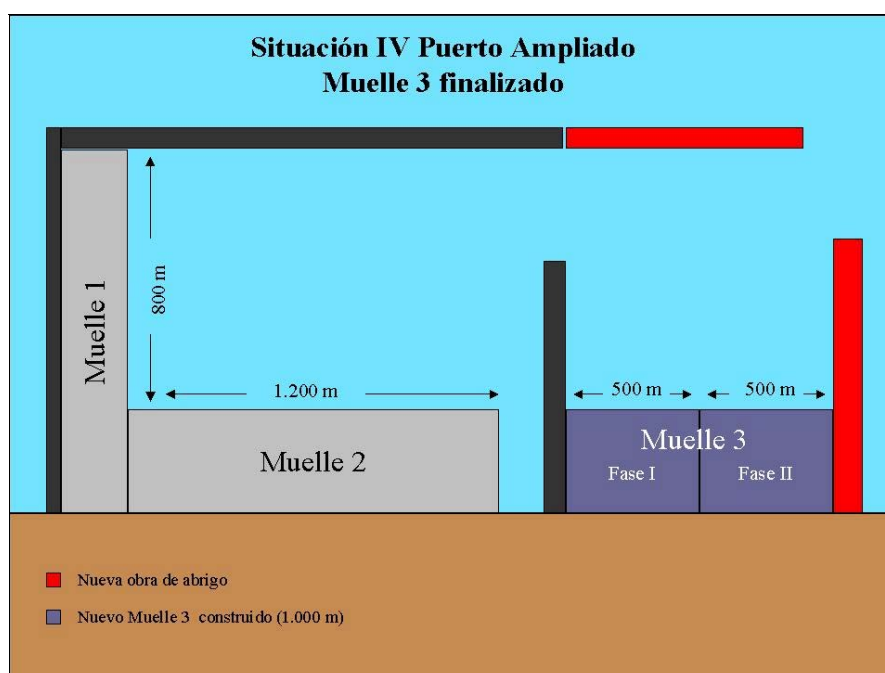 Situación IV Puerto Ampliado
Muelle 3 finalizado
Muelle 1
800 m
1.200 m
500 m
500 m
Muelle 2
Muelle 3
Fase I
Fase II
Nueva obra de abrigo
Nuevo Muelle 3 construido (1.000 m)